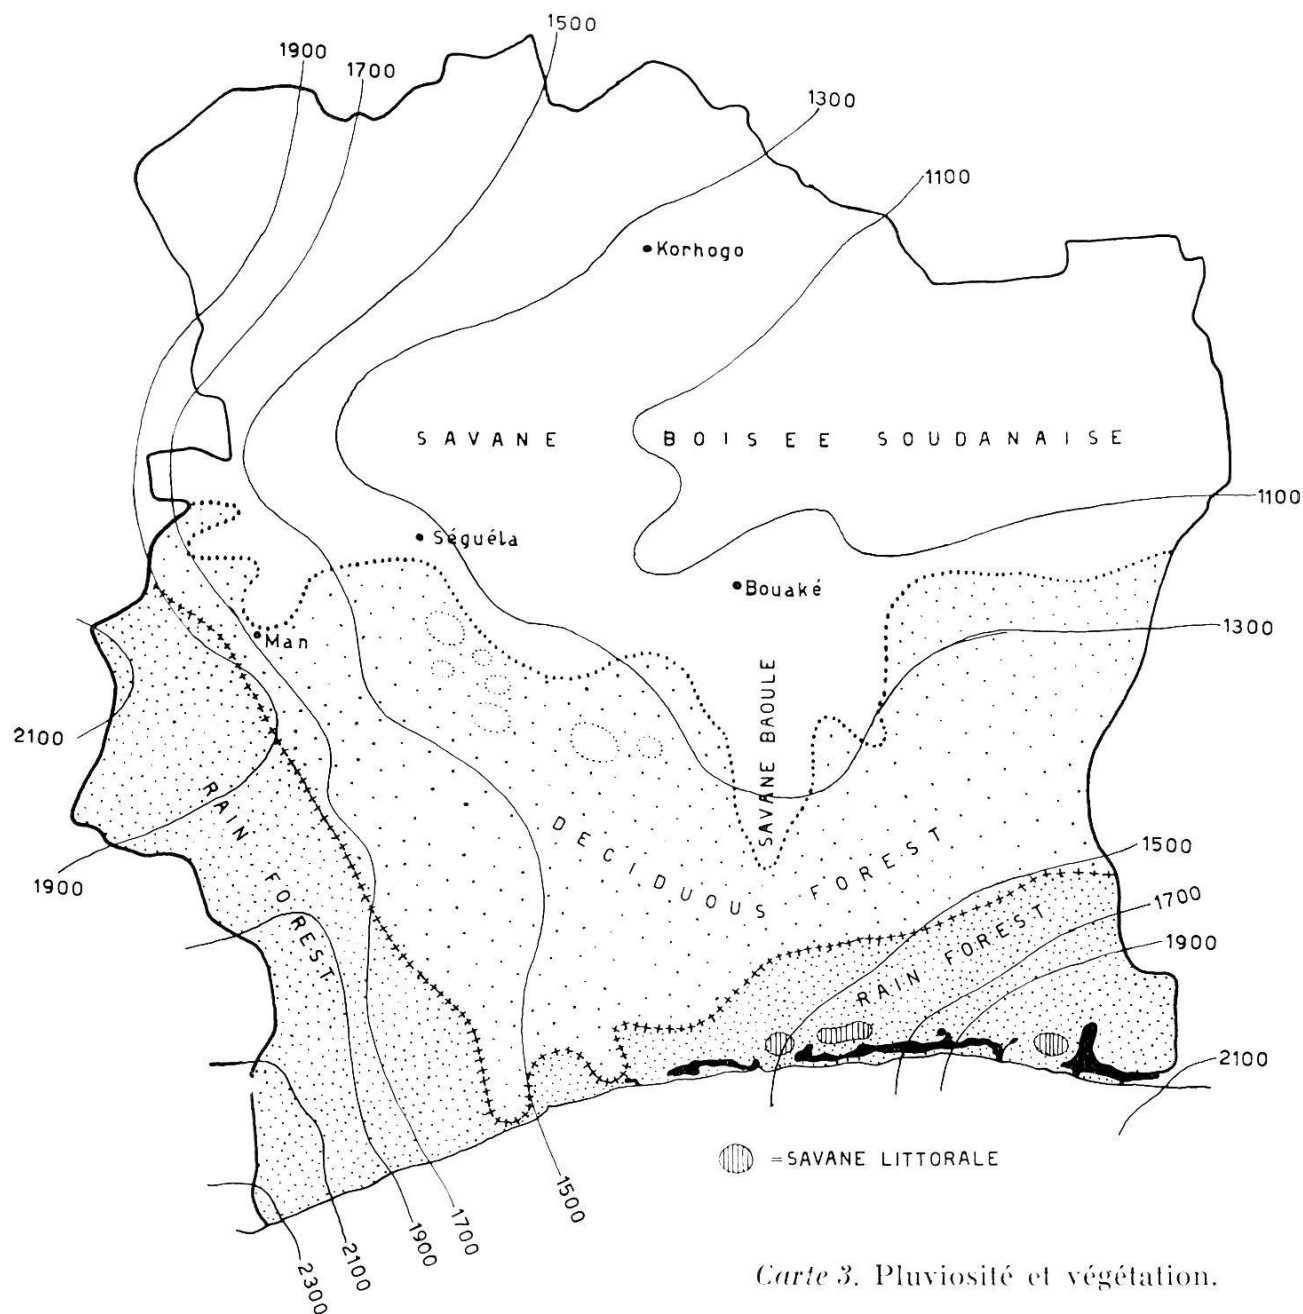 1500
1900
1700
1300
1100
Korhogo
SAVANE BOISEE SOUDANAISE
1100
Séguéla
Bouaké
Man
1300
2100
SAVANE BAOULE
RAIN FOREST
DECIDUOUS FOREST
1500
1900
1700
RAIN FOREST
1900
2100
= SAVANE LITTORALE
1500
1700
1900
2100
2300
Carte 3. Pluviosité et végétation.